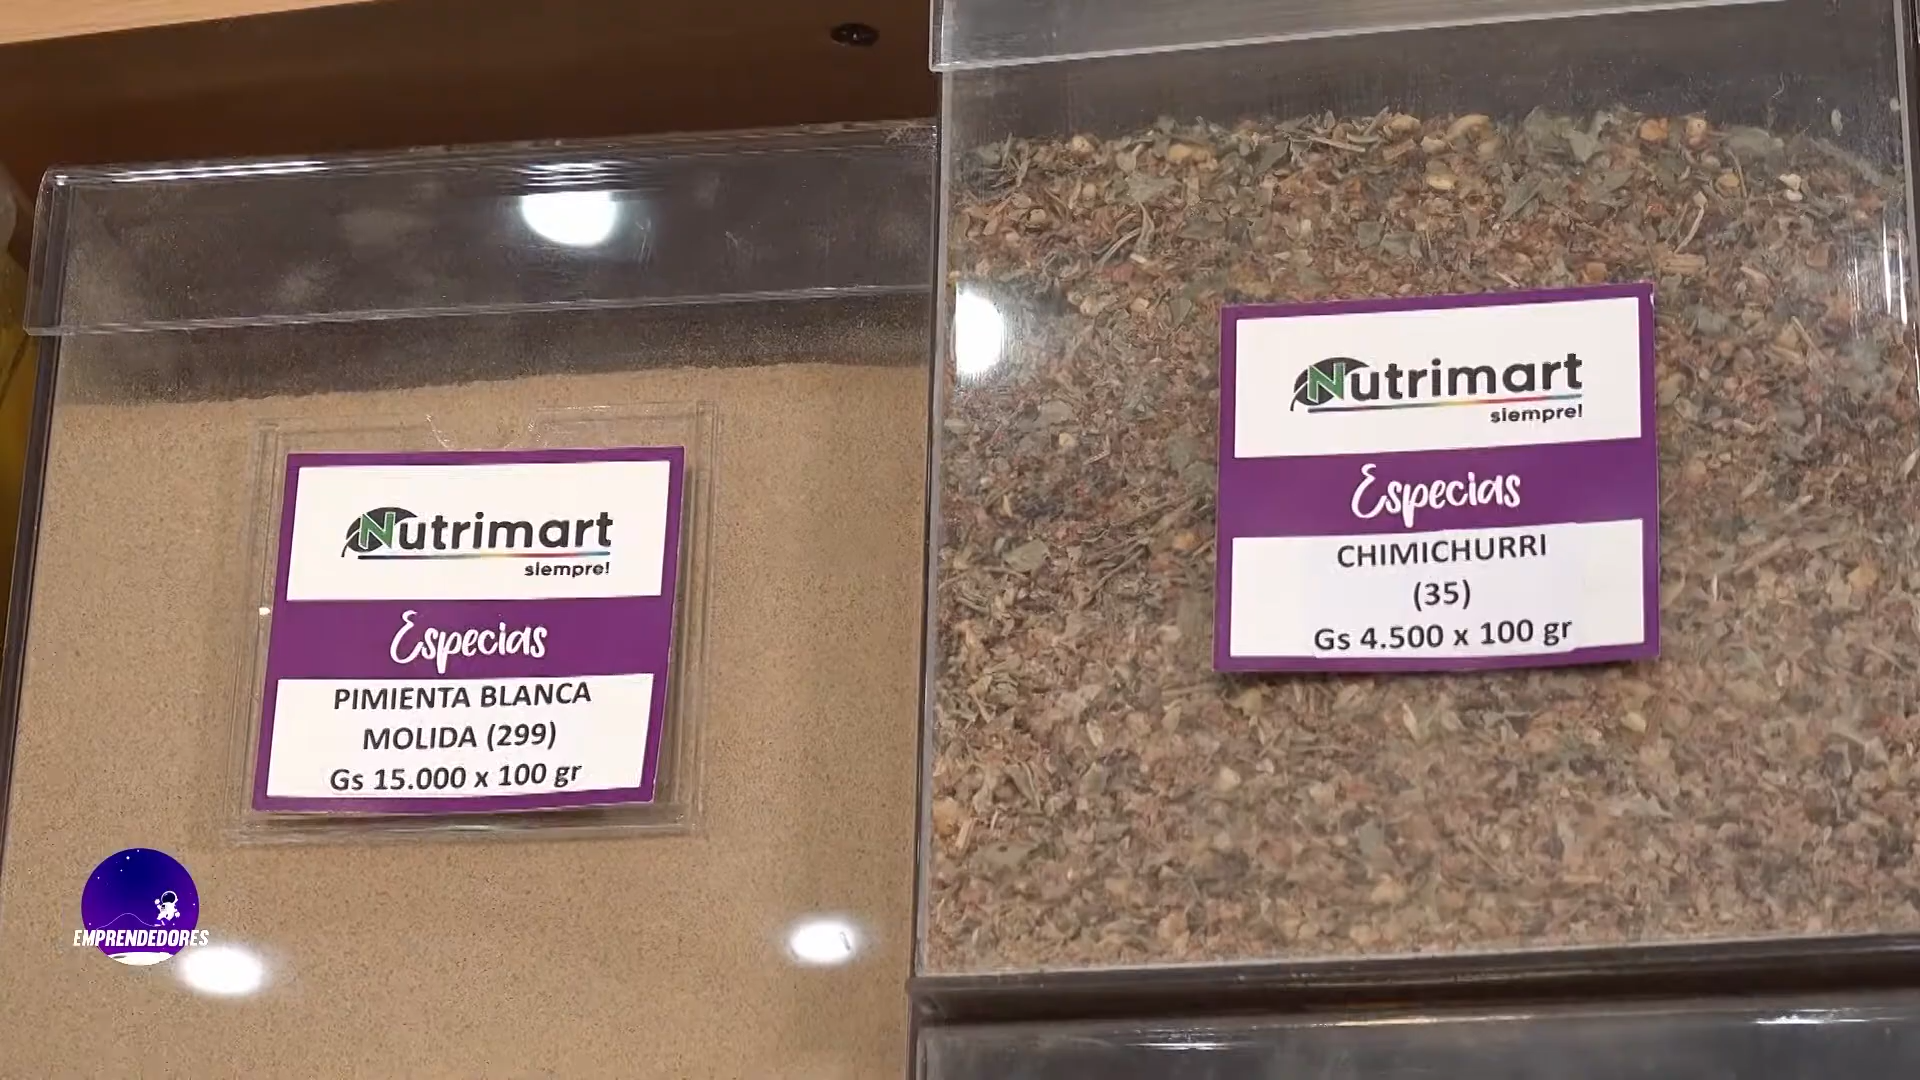 Nutrimart
siempre!
Especias
PIMIENTA BLANCA
MOLIDA (299)
Gs 15.000 x 100 gr
Nutrimart
siempre!
Especias
CHIMICHURRI
(35)
Gs 4.500 x 100 gr
EMPRENDEDORES